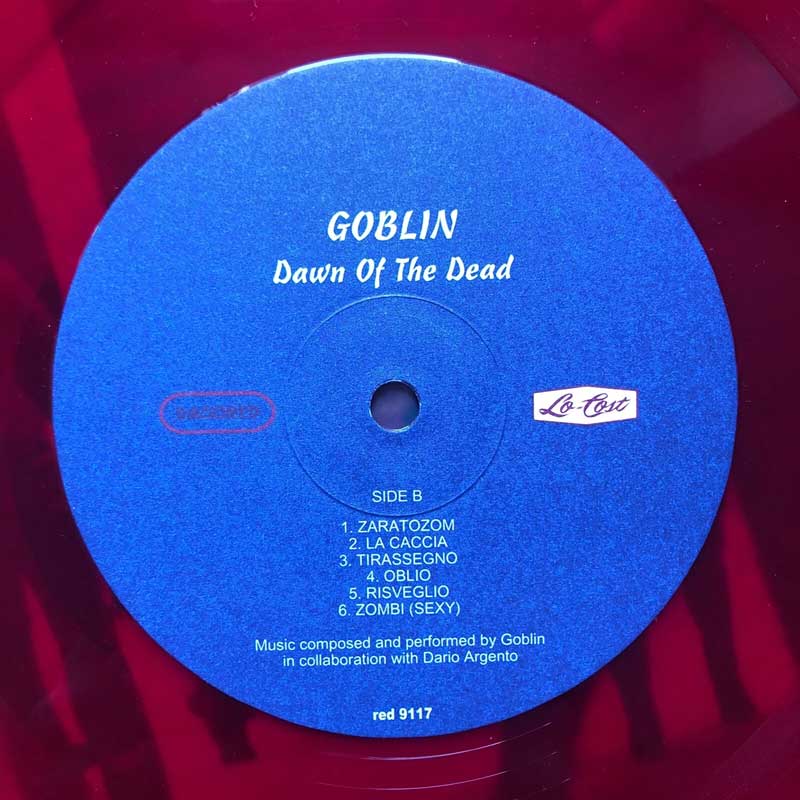 GOBLIN
Dawn Of The Dead
Lo-Cost
SIDE B
1. ZARATOZOM
2. LA CACCIA
3. TIRASSEGNO
4. OBLIO
5. RISVEGLIO
6. ZOMBI (SEXY)
Music composed and performed by Goblin
in collaboration with Dario Argento
red 9117